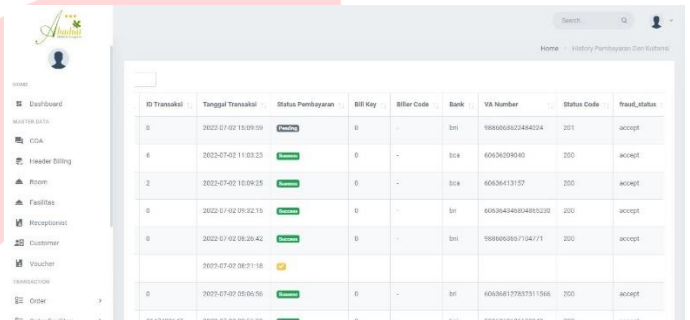 Abadhai
Search
Home History Pembayaran Dan Kuitansi
HOME
Dashboard
MASTER DATA
COA
Header Billing
Room
Fasilitas
Receptionist
Customer
Voucher
TRANSACTION
Order
ID Transaksi Tanggal Transaksi Status Pembayaran Bill Key Biller Code Bank VA Number Status Code fraud_status
0 2022-07-02 15:09:59 Pending 0 - bni 9886063622484324 201 accept
6 2022-07-02 11:03:23 Success 0 - bca 60636209040 200 accept
2 2022-07-02 10:09:25 Success 0 - bca 60636413157 200 accept
0 2022-07-02 09:32:15 Success 0 - bri 606364346804865230 200 accept
0 2022-07-02 08:26:42 Success 0 - bni 9886063657104771 200 accept
2022-07-02 08:21:18
0 2022-07-02 05:06:56 Success 0 - bri 606368127837311566 200 accept